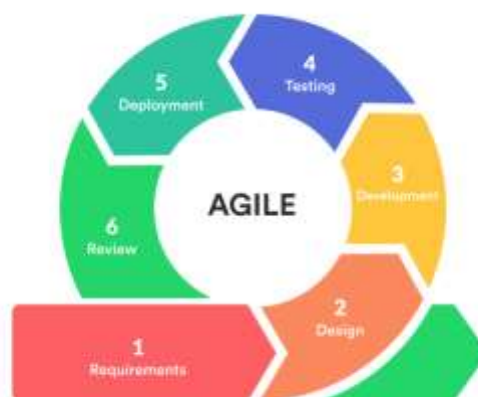 4
Testing
5
Deployment
3
Development
AGILE
6
Review
2
Design
1
Requirements